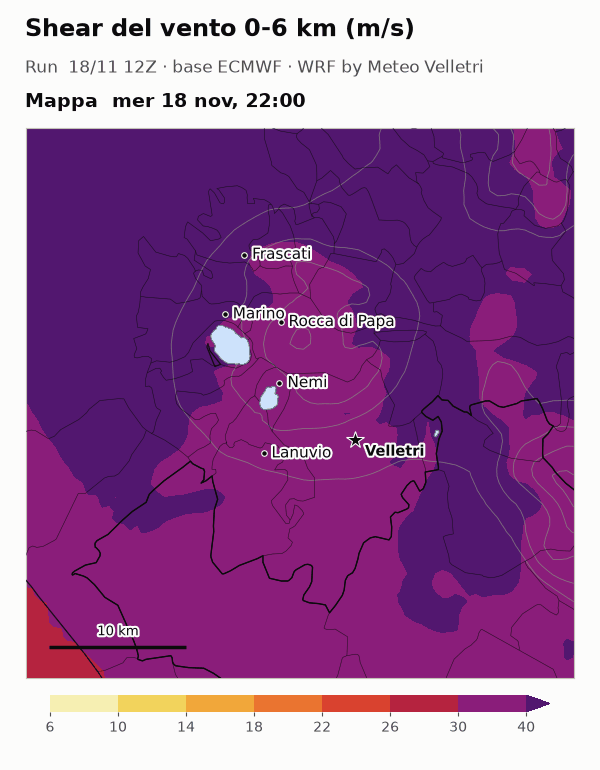 Shear del vento 0-6 km (m/s)
Run  18/11 12Z · base ECMWF · WRF by Meteo Velletri
Mappa  mer 18 nov, 22:00
Frascati
Marino
Rocca di Papa
Nemi
Velletri
Lanuvio
10 km
6 10 14 18 22 26 30 40